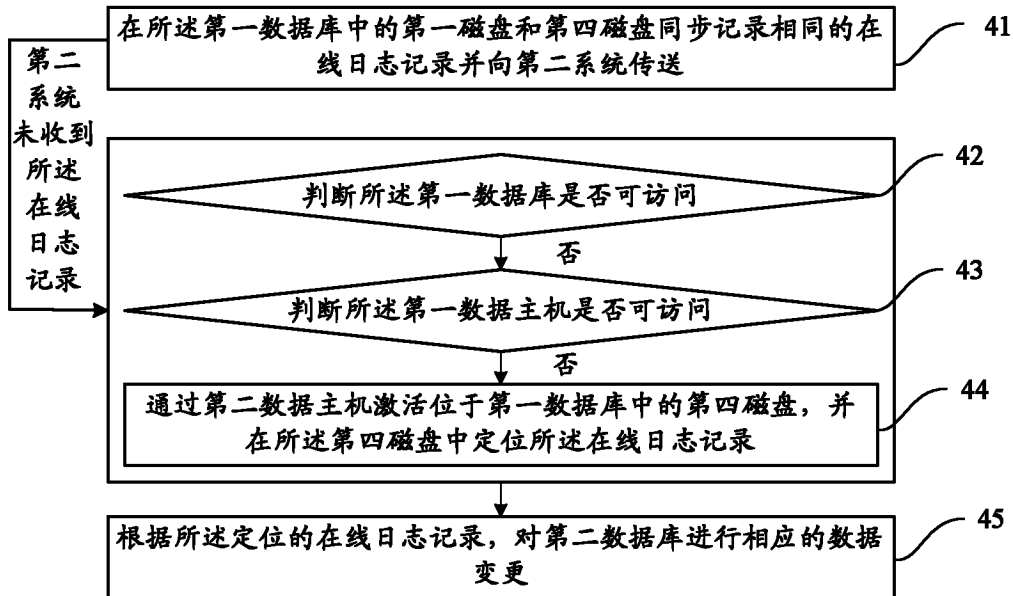 在所述第一数据库中的第一磁盘和第四磁盘同步记录相同的在
线日志记录并向第二系统传送
41
第二
系统
未收到
所述
在线
日志
记录
42
判断所述第一数据库是否可访问
否
43
判断所述第一数据主机是否可访问
否
44
通过第二数据主机激活位于第一数据库中的第四磁盘，并
在所述第四磁盘中定位所述在线日志记录
45
根据所述定位的在线日志记录，对第二数据库进行相应的数据
变更